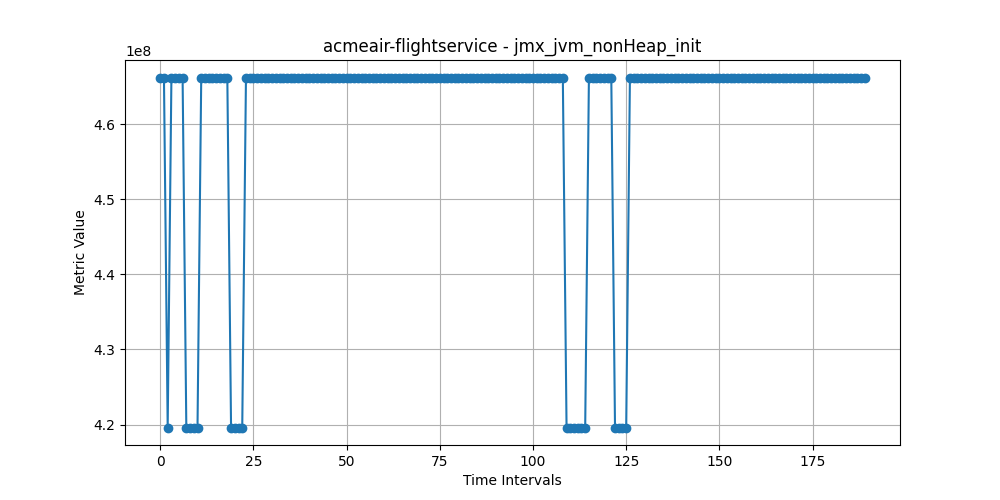 acmeair-flightservice - jmx_jvm_nonHeap_init
1e8
4.6
4.5
4.4
4.3
4.2
Metric Value
0 25 50 75 100 125 150 175
Time Intervals